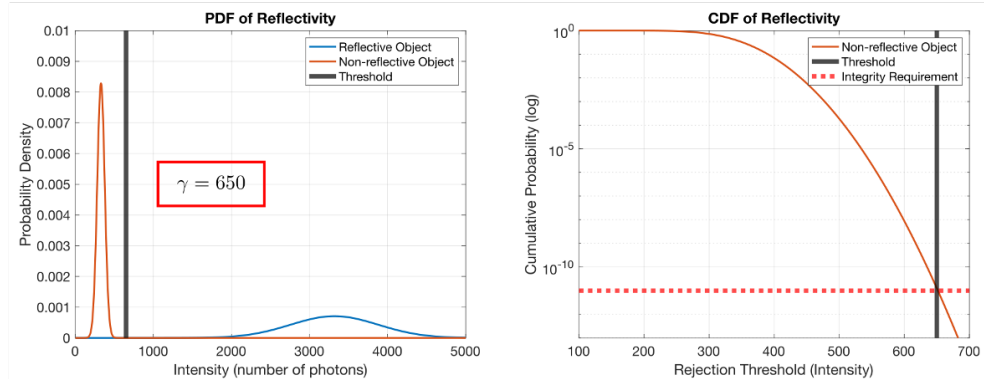 PDF of Reflectivity
0.01
0.009
0.008
0.007
0.006
0.005
0.004
0.003
0.002
0.001
0
Probability Density
Reflective Object
Non-reflective Object
Threshold
γ = 650
0
1000
2000
3000
4000
5000
Intensity (number of photons)
CDF of Intensity
10^0
10^-5
10^-10
Cumulative Probability (log)
Non-reflective Object
Threshold
Integrity Requirement
100
200
300
400
500
600
700
Rejection Threshold (Intensity)